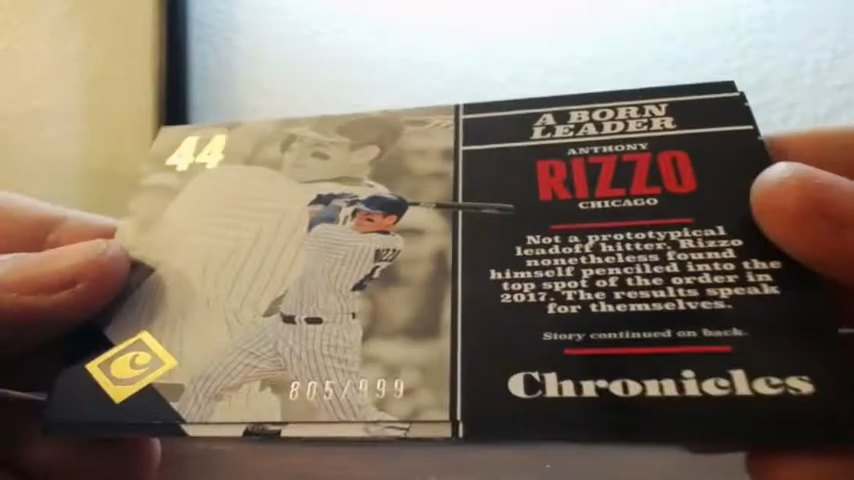 44
A BORN
LEADER
ANTHONY
RIZZO
CHICAGO
Not a prototypical
leadoff hitter, Rizzo
nonetheless found
himself penciled into the
top spot of the order in
2017. The results speak
for themselves.
Story continued on back.
Chronicles
RIZZO
C
805/999